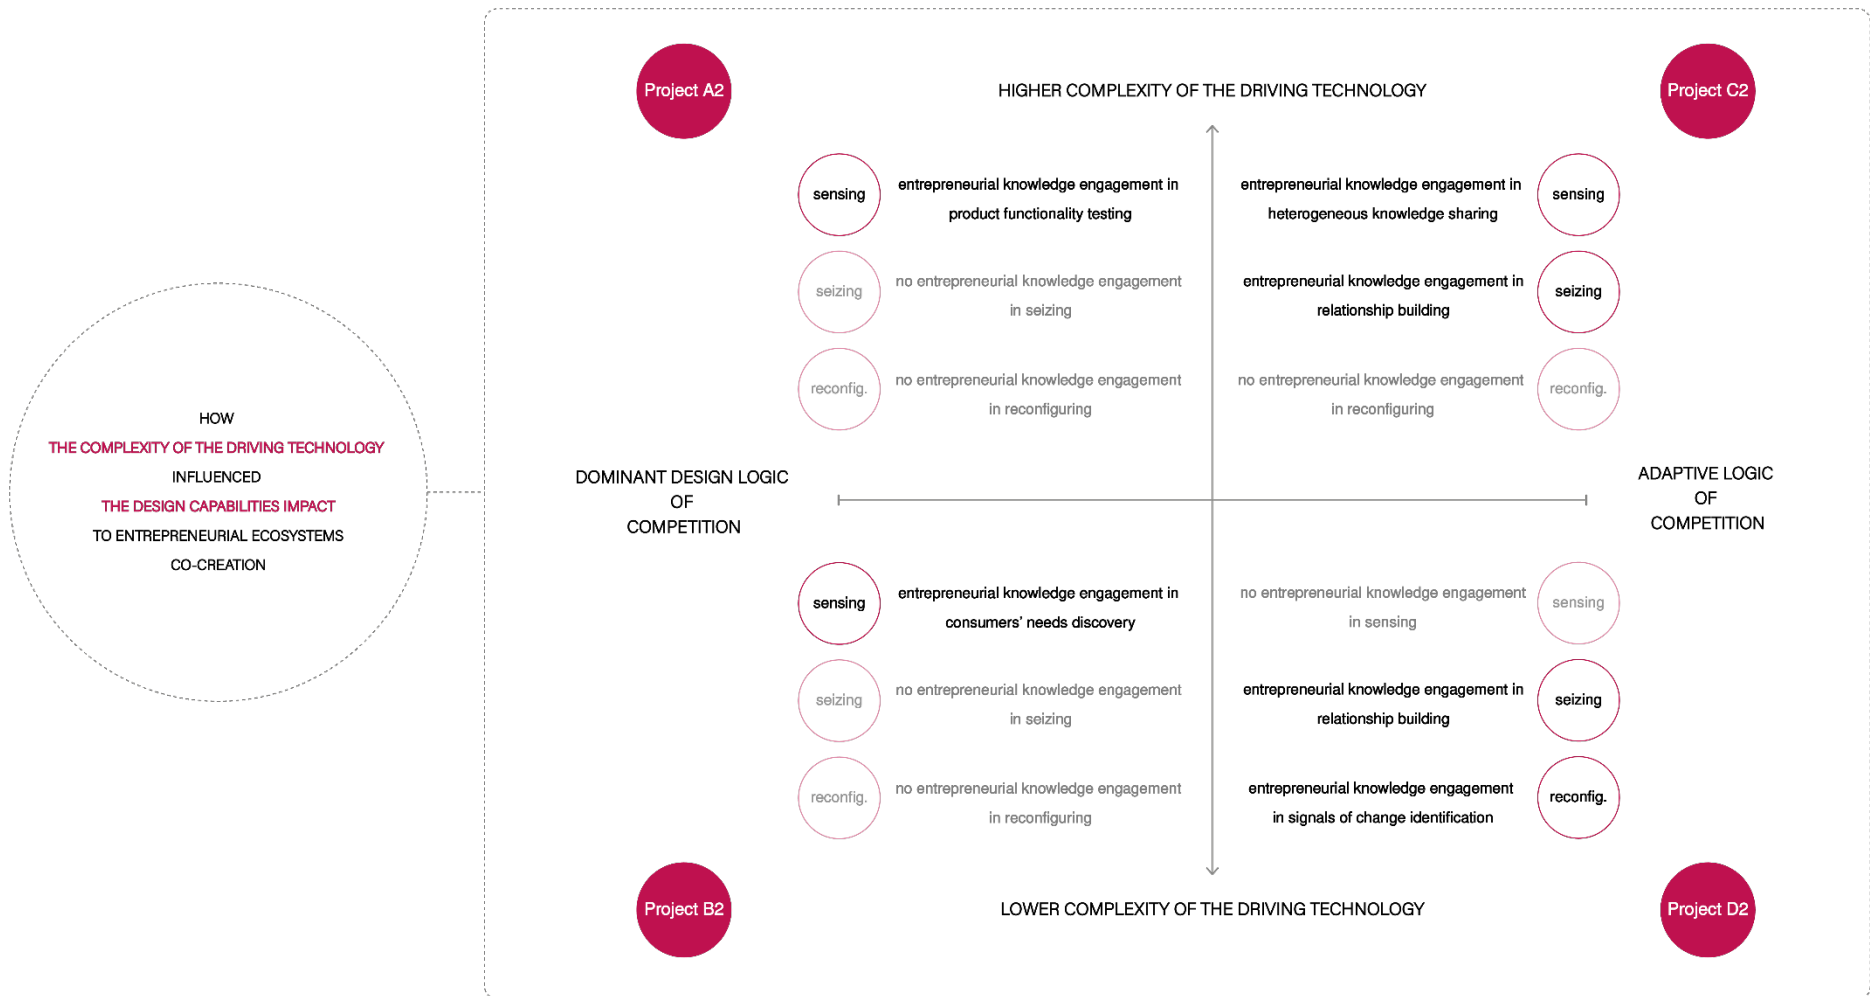 Project A2
HIGHER COMPLEXITY OF THE DRIVING TECHNOLOGY
Project C2
sensing
entrepreneurial knowledge engagement in
product functionality testing
entrepreneurial knowledge engagement in
heterogeneous knowledge sharing
sensing
seizing
no entrepreneurial knowledge engagement
in seizing
entrepreneurial knowledge engagement in
relationship building
seizing
reconfig.
no entrepreneurial knowledge engagement
in reconfiguring
no entrepreneurial knowledge engagement
in reconfiguring
reconfig.
HOW
THE COMPLEXITY OF THE DRIVING TECHNOLOGY
INFLUENCED
THE DESIGN CAPABILITIES IMPACT
TO ENTREPRENEURIAL ECOSYSTEMS
CO-CREATION
DOMINANT DESIGN LOGIC
OF
COMPETITION
ADAPTIVE LOGIC
OF
COMPETITION
sensing
entrepreneurial knowledge engagement in
consumers’ needs discovery
no entrepreneurial knowledge engagement
in sensing
sensing
seizing
no entrepreneurial knowledge engagement
in seizing
entrepreneurial knowledge engagement in
relationship building
seizing
reconfig.
no entrepreneurial knowledge engagement
in reconfiguring
entrepreneurial knowledge engagement
in signals of change identification
reconfig.
Project B2
LOWER COMPLEXITY OF THE DRIVING TECHNOLOGY
Project D2